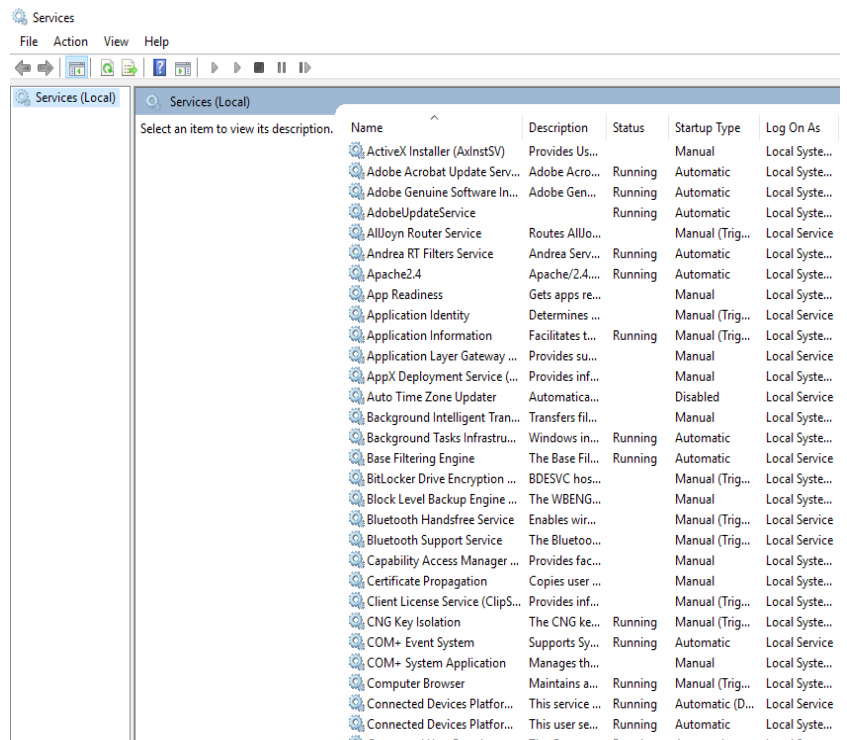 Services
File Action View Help
Services (Local)
Services (Local)
Select an item to view its description.
Name Description Status Startup Type Log On As
ActiveX Installer (AxInstSV) Provides Us... Manual Local Syste...
Adobe Acrobat Update Serv... Adobe Acro... Running Automatic Local Syste...
Adobe Genuine Software In... Adobe Gen... Running Automatic Local Syste...
AdobeUpdateService Running Automatic Local Syste...
AllJoyn Router Service Routes AllJo... Manual (Trig... Local Service
Andrea RT Filters Service Andrea Serv... Running Automatic Local Syste...
Apache2.4 Apache/2.4.... Running Automatic Local Syste...
App Readiness Gets apps re... Manual Local Syste...
Application Identity Determines ... Manual (Trig... Local Service
Application Information Facilitates t... Running Manual (Trig... Local Syste...
Application Layer Gateway ... Provides su... Manual Local Service
AppX Deployment Service (... Provides inf... Manual Local Syste...
Auto Time Zone Updater Automatica... Disabled Local Service
Background Intelligent Tran... Transfers fil... Manual Local Syste...
Background Tasks Infrastru... Windows in... Running Automatic Local Syste...
Base Filtering Engine The Base Fil... Running Automatic Local Service
BitLocker Drive Encryption ... BDESVC hos... Manual (Trig... Local Syste...
Block Level Backup Engine ... The WBENG... Manual Local Syste...
Bluetooth Handsfree Service Enables wir... Manual (Trig... Local Service
Bluetooth Support Service The Bluetoo... Manual (Trig... Local Service
Capability Access Manager ... Provides fac... Manual Local Syste...
Certificate Propagation Copies user ... Manual Local Syste...
Client License Service (ClipS... Provides inf... Manual (Trig... Local Syste...
CNG Key Isolation The CNG ke... Running Manual (Trig... Local Syste...
COM+ Event System Supports Sy... Running Automatic Local Service
COM+ System Application Manages th... Manual Local Syste...
Computer Browser Maintains a... Running Manual (Trig... Local Syste...
Connected Devices Platfor... This service ... Running Automatic (D... Local Service
Connected Devices Platfor... This user se... Running Automatic Local Syste...